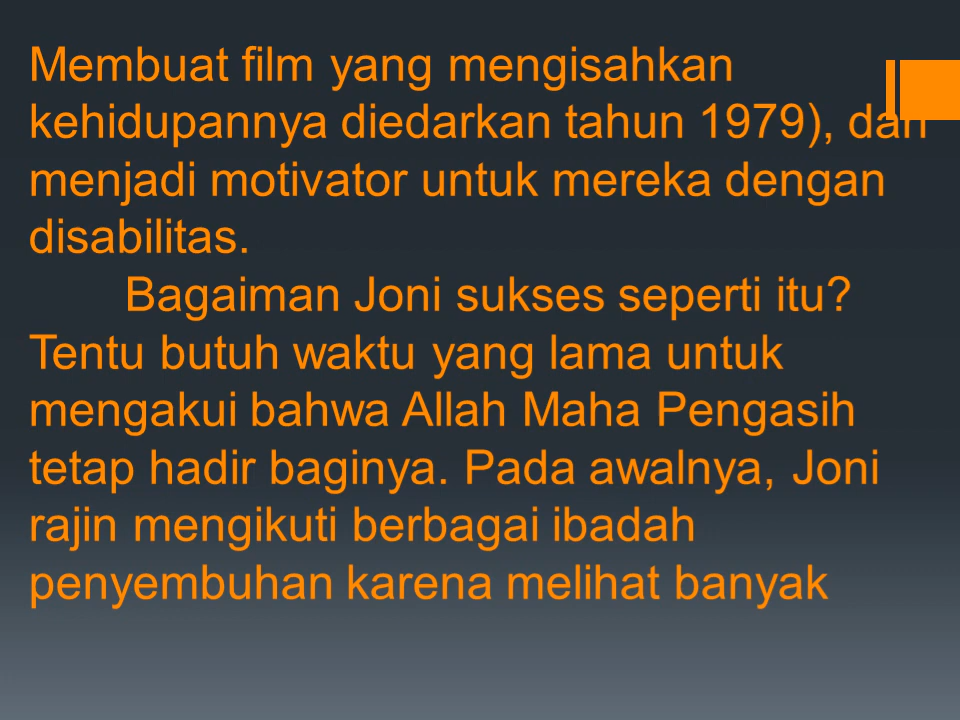 Membuat film yang mengisahkan
kehidupannya diedarkan tahun 1979), dan
menjadi motivator untuk mereka dengan
disabilitas.
Bagaiman Joni sukses seperti itu?
Tentu butuh waktu yang lama untuk
mengakui bahwa Allah Maha Pengasih
tetap hadir baginya. Pada awalnya, Joni
rajin mengikuti berbagai ibadah
penyembuhan karena melihat banyak